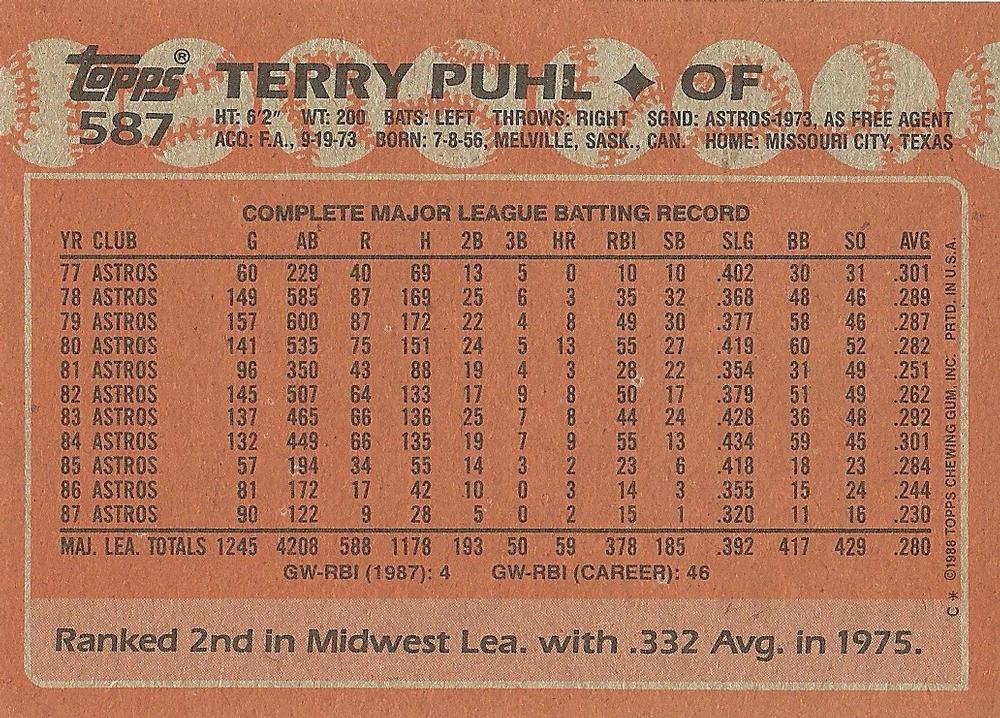 topps® TERRY PUHL ✦ OF
587 HT: 6'2" WT: 200 BATS: LEFT THROWS: RIGHT SGND: ASTROS-1973, AS FREE AGENT
ACQ: F.A., 9-19-73 BORN: 7-8-56, MELVILLE, SASK., CAN. HOME: MISSOURI CITY, TEXAS
COMPLETE MAJOR LEAGUE BATTING RECORD
YR CLUB G AB R H 2B 3B HR RBI SB SLG BB SO AVG
77 ASTROS 60 229 40 69 13 5 0 10 10 .402 30 31 .301
78 ASTROS 149 585 87 169 25 6 3 35 32 .368 48 46 .289
79 ASTROS 157 600 87 172 22 4 8 49 30 .377 58 46 .287
80 ASTROS 141 535 75 151 24 5 13 55 27 .419 60 52 .282
81 ASTROS 96 350 43 88 19 4 3 28 22 .354 31 49 .251
82 ASTROS 145 507 64 133 17 9 8 50 17 .379 51 49 .262
83 ASTROS 137 465 66 136 25 7 8 44 24 .428 36 48 .292
84 ASTROS 132 449 66 135 19 7 9 55 13 .434 59 45 .301
85 ASTROS 57 194 34 55 14 3 2 23 6 .418 18 23 .284
86 ASTROS 81 172 17 42 10 0 3 14 3 .355 15 24 .244
87 ASTROS 90 122 9 28 5 0 2 15 1 .320 11 16 .230
MAJ. LEA. TOTALS 1245 4208 588 1178 193 50 59 378 185 .392 417 429 .280
GW-RBI (1987): 4 GW-RBI (CAREER): 46
Ranked 2nd in Midwest Lea. with .332 Avg. in 1975.
C * ©1988 TOPPS CHEWING GUM, INC. PRTD. IN U.S.A.